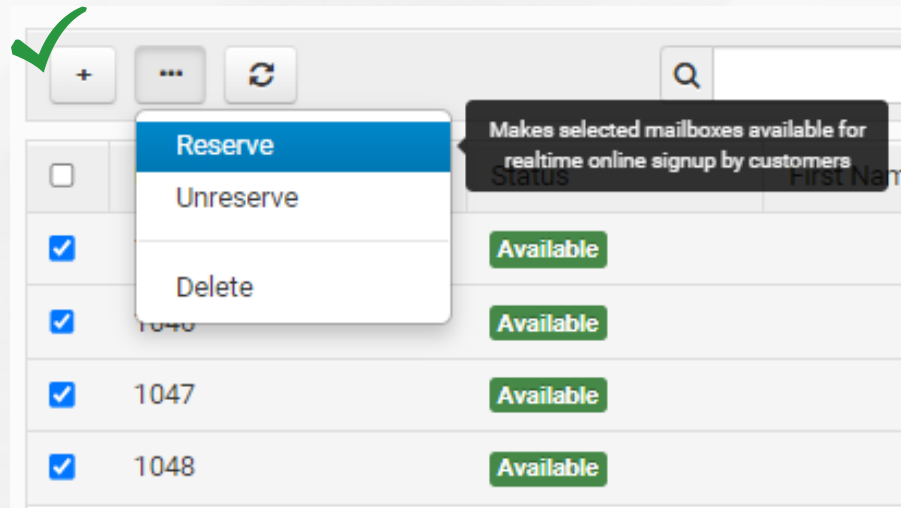 + ...
Reserve
Makes selected mailboxes available for
realtime online signup by customers
Status
First Nam
Unreserve
Available
Delete
1046
Available
1047
Available
1048
Available